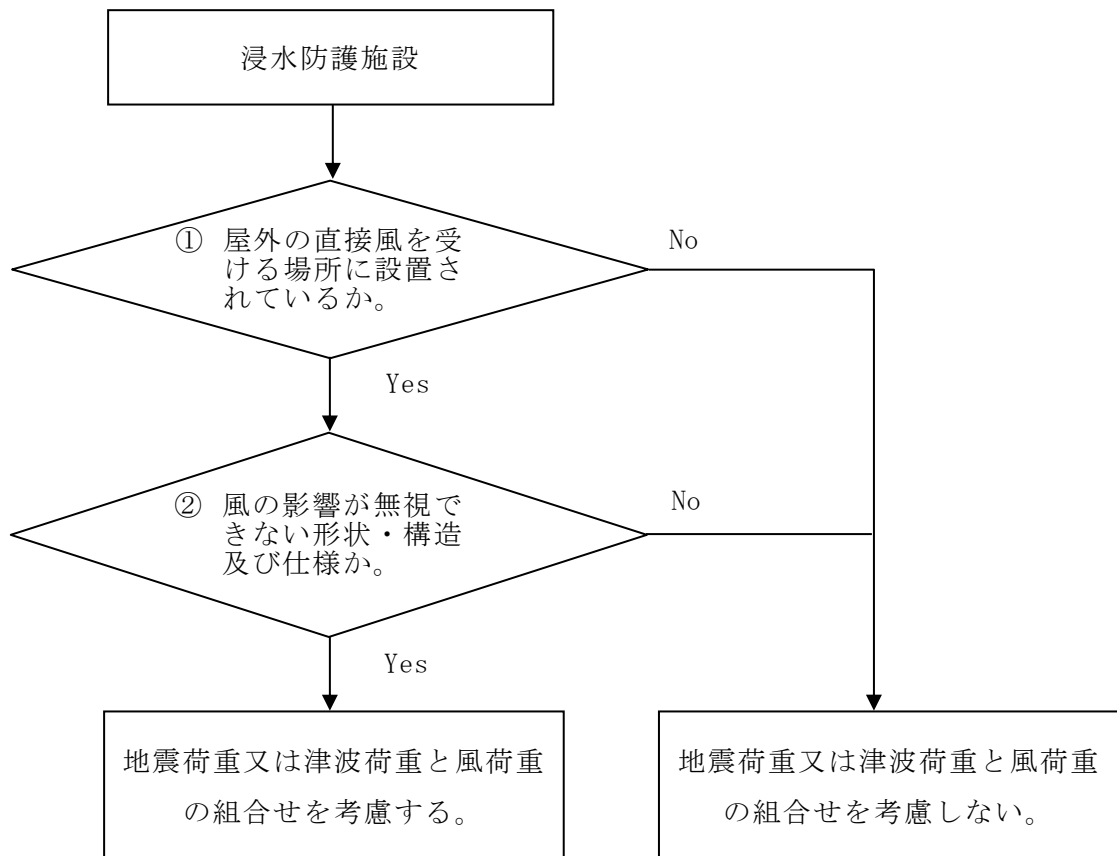 浸水防護施設
① 屋外の直接風を受
ける場所に設置さ
れているか。
No
Yes
② 風の影響が無視で
きない形状・構造
及び仕様か。
No
Yes
地震荷重又は津波荷重と風荷重
の組合せを考慮する。
地震荷重又は津波荷重と風荷重
の組合せを考慮しない。